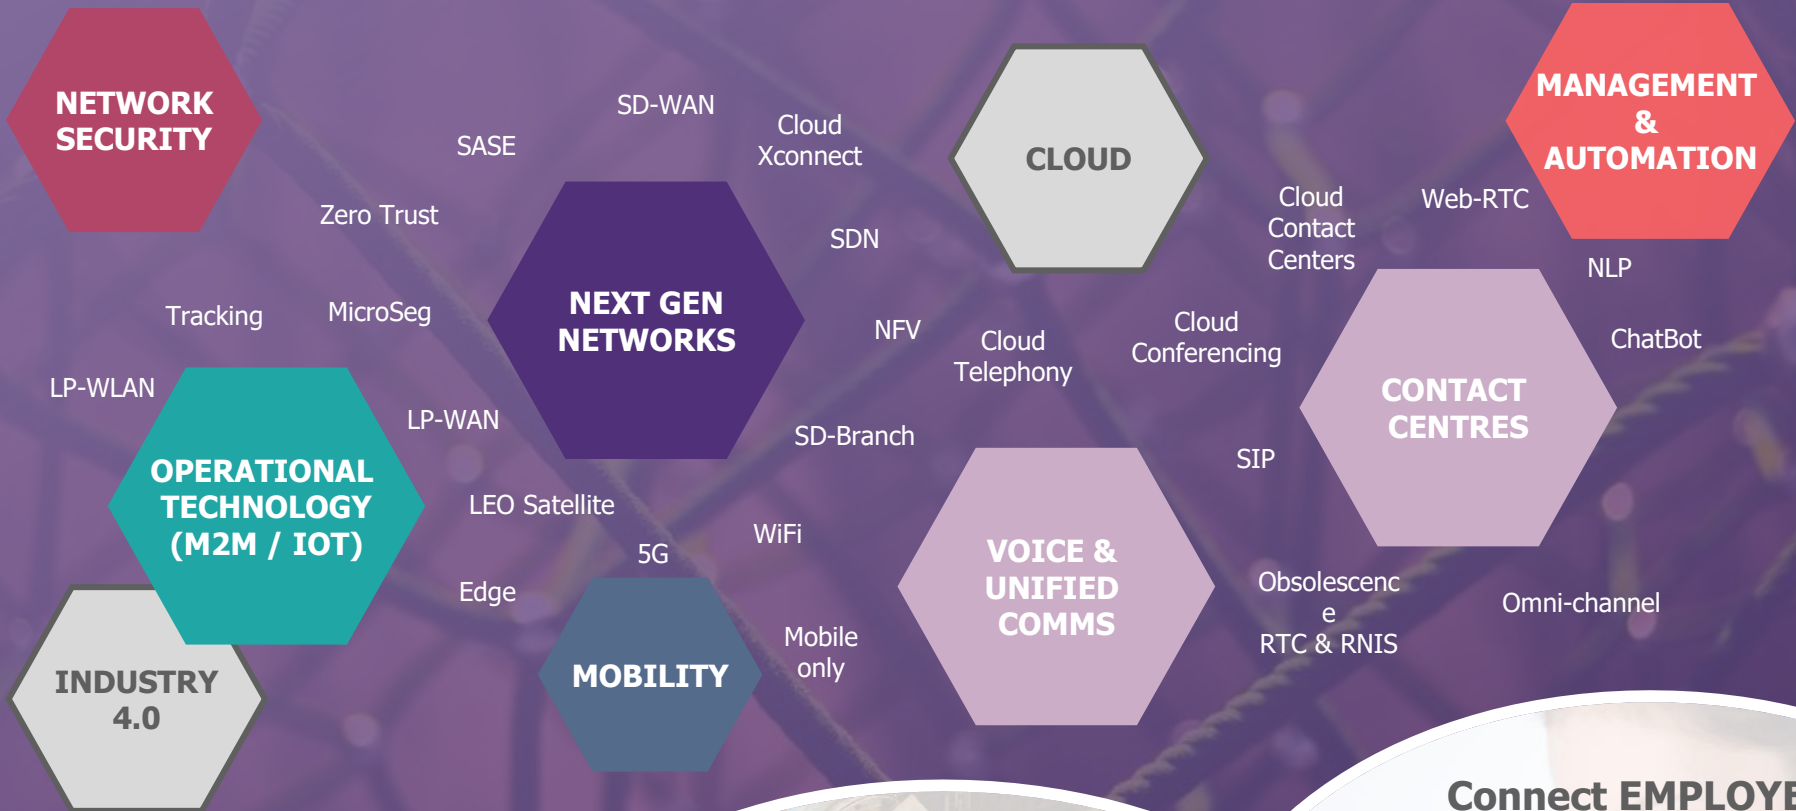 NETWORK
SECURITY
SASE
SD-WAN
Cloud
Xconnect
CLOUD
MANAGEMENT
&
AUTOMATION
Zero Trust
SDN
Cloud
Contact
Centers
Web-RTC
NLP
Tracking
MicroSeg
NEXT GEN
NETWORKS
NFV
Cloud
Telephony
Cloud
Conferencing
ChatBot
LP-WLAN
LP-WAN
SD-Branch
CONTACT
CENTRES
SIP
OPERATIONAL
TECHNOLOGY
(M2M / IOT)
LEO Satellite
5G
WiFi
Edge
VOICE &
UNIFIED
COMMS
Obsolescenc
e
RTC & RNIS
Omni-channel
INDUSTRY
4.0
MOBILITY
Mobile
only
Connect